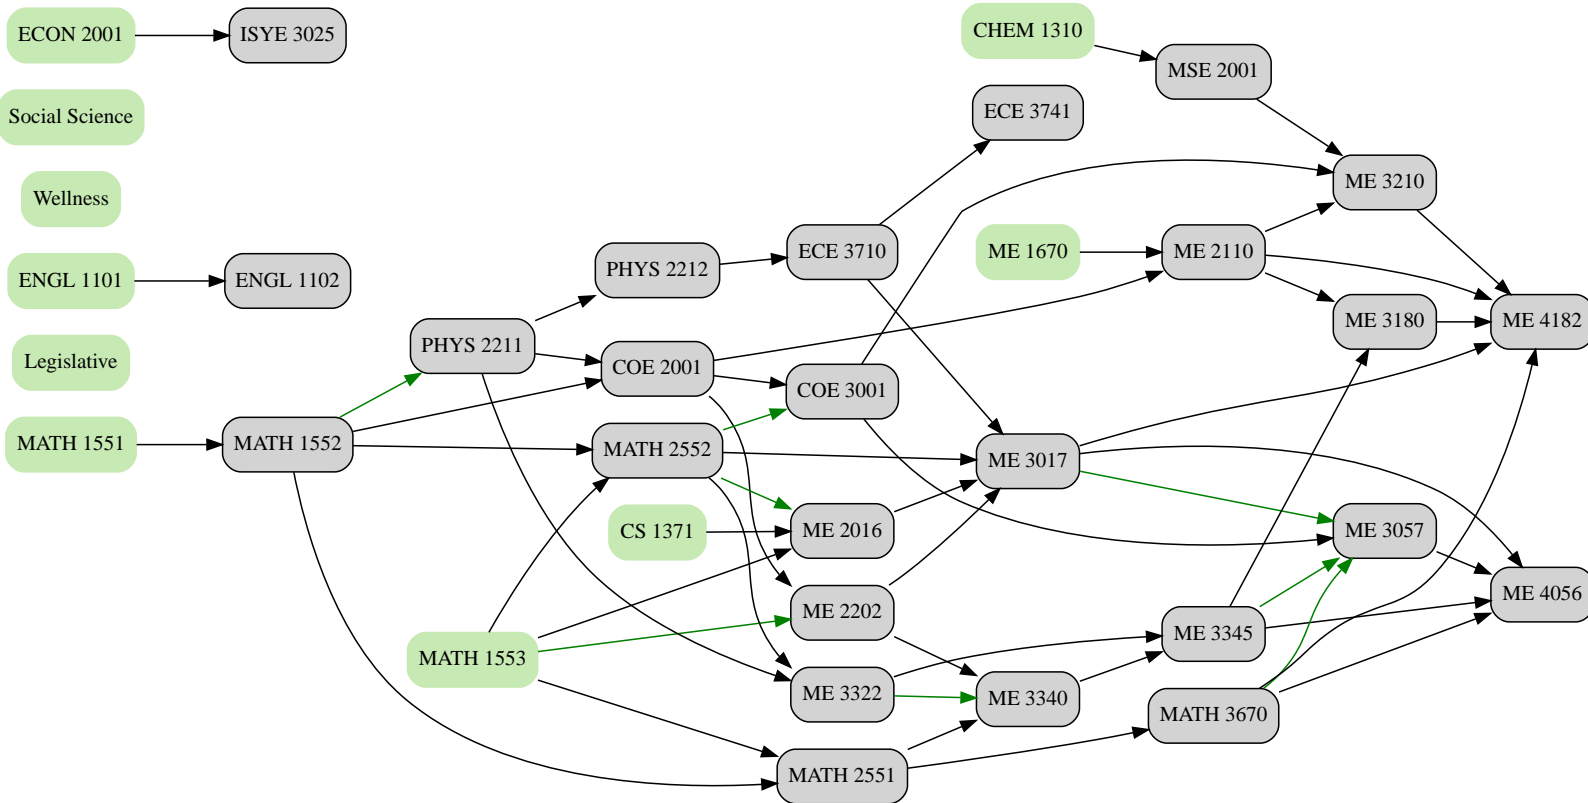 ECON 2001
ISYE 3025
CHEM 1310
MSE 2001
Social Science
ECE 3741
Wellness
ME 3210
ENGL 1101
ENGL 1102
PHYS 2212
ECE 3710
ME 1670
ME 2110
Legislative
PHYS 2211
COE 2001
COE 3001
ME 3180
ME 4182
MATH 1551
MATH 1552
MATH 2552
ME 3017
CS 1371
ME 2016
ME 3057
ME 2202
ME 4056
MATH 1553
ME 3322
ME 3340
ME 3345
MATH 3670
MATH 2551